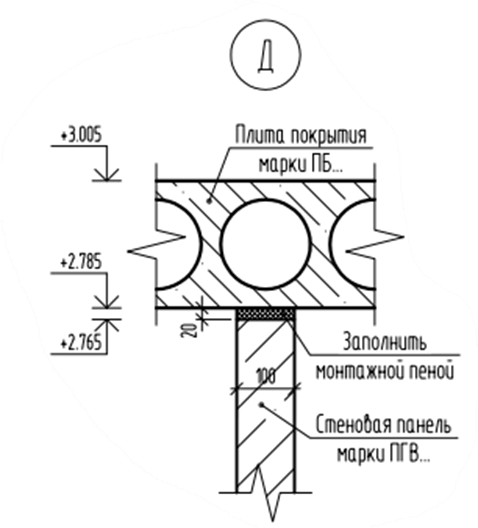 Д
+3.005
Плита покрытия
марки ПБ...
+2.785
+2.765
20
Заполнить
монтажной пеной
100
Стеновая панель
марки ПГВ...